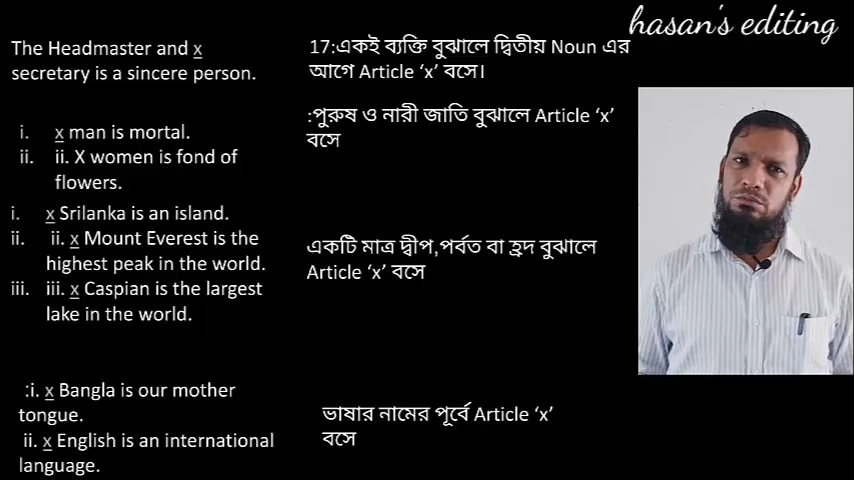 hasan's editing
The Headmaster and x
secretary is a sincere person.
17:একই ব্যক্তি বুঝালে দ্বিতীয় Noun এর
আগে Article ‘x’ বসে।
i. x man is mortal.
ii. ii. X women is fond of
flowers.
:পুরুষ ও নারী জাতি বুঝালে Article ‘x’
বসে
i. x Srilanka is an island.
ii. ii. x Mount Everest is the
highest peak in the world.
iii. iii. x Caspian is the largest
lake in the world.
একটি মাত্র দ্বীপ,পর্বত বা হ্রদ বুঝালে
Article ‘x’ বসে
:i. x Bangla is our mother
tongue.
ii. x English is an international
language.
ভাষার নামের পূর্বে Article ‘x’
বসে